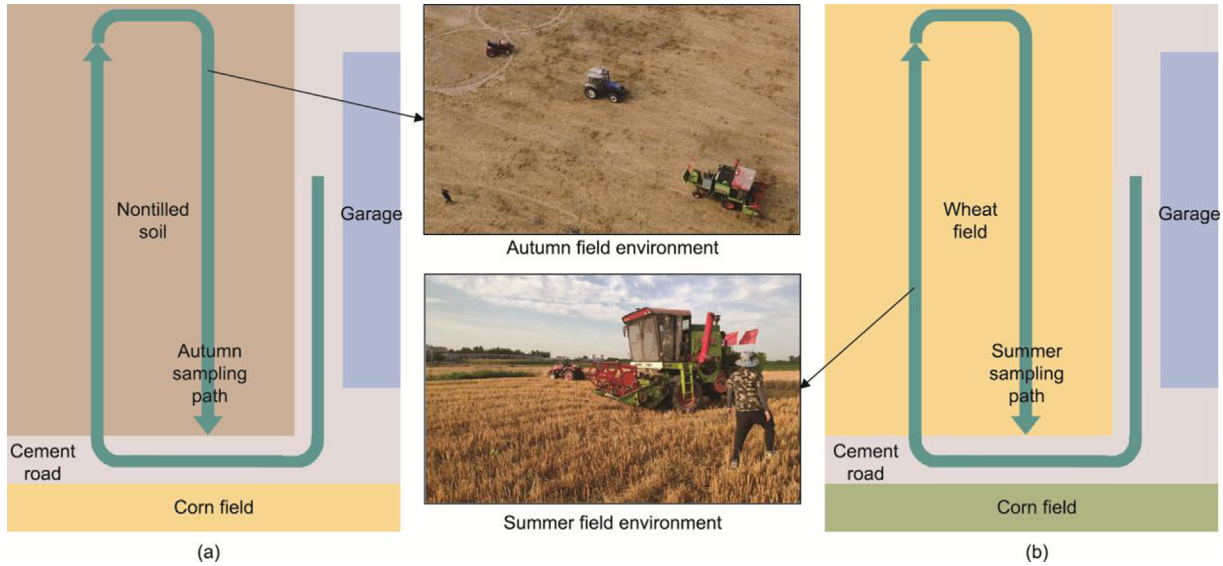 Nontilled
soil
Garage
Autumn
sampling
path
Cement
road
Corn field
(a)
Autumn field environment
Summer field environment
Wheat
field
Garage
Summer
sampling
path
Cement
road
Corn field
(b)